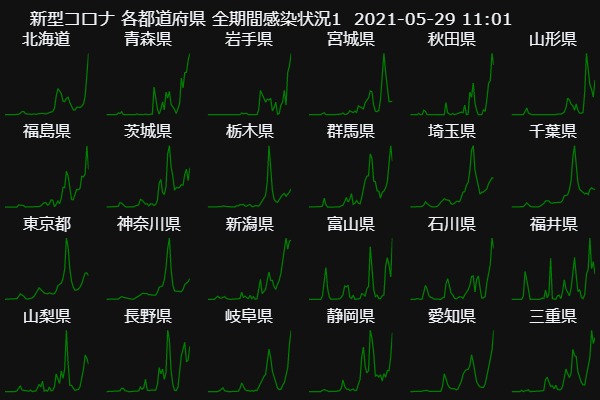 新型コロナ 各都道府県 全期間感染状況1 2021-05-29 11:01
北海道 青森県 岩手県 宮城県 秋田県 山形県
福島県 茨城県 栃木県 群馬県 埼玉県 千葉県
東京都 神奈川県 新潟県 富山県 石川県 福井県
山梨県 長野県 岐阜県 静岡県 愛知県 三重県